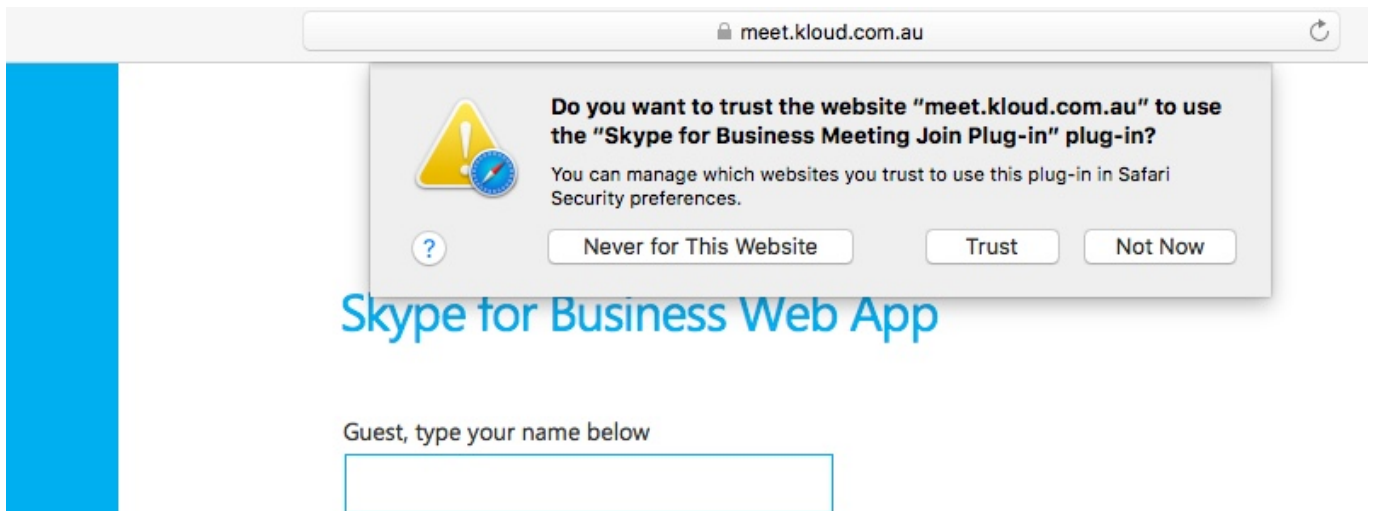 meet.kloud.com.au
Do you want to trust the website “meet.kloud.com.au” to use
the “Skype for Business Meeting Join Plug-in” plug-in?
You can manage which websites you trust to use this plug-in in Safari
Security preferences.
? Never for This Website Trust Not Now
Skype for Business Web App
Guest, type your name below